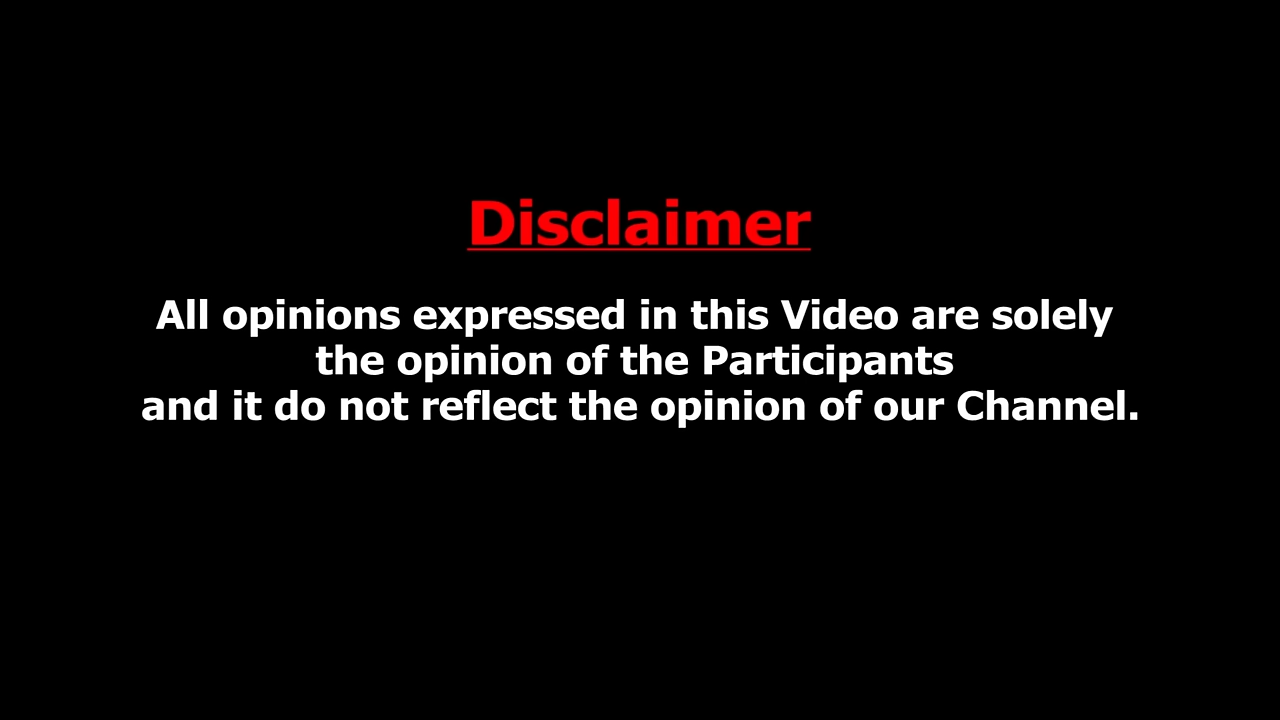 Disclaimer
All opinions expressed in this Video are solely
the opinion of the Participants
and it do not reflect the opinion of our Channel.